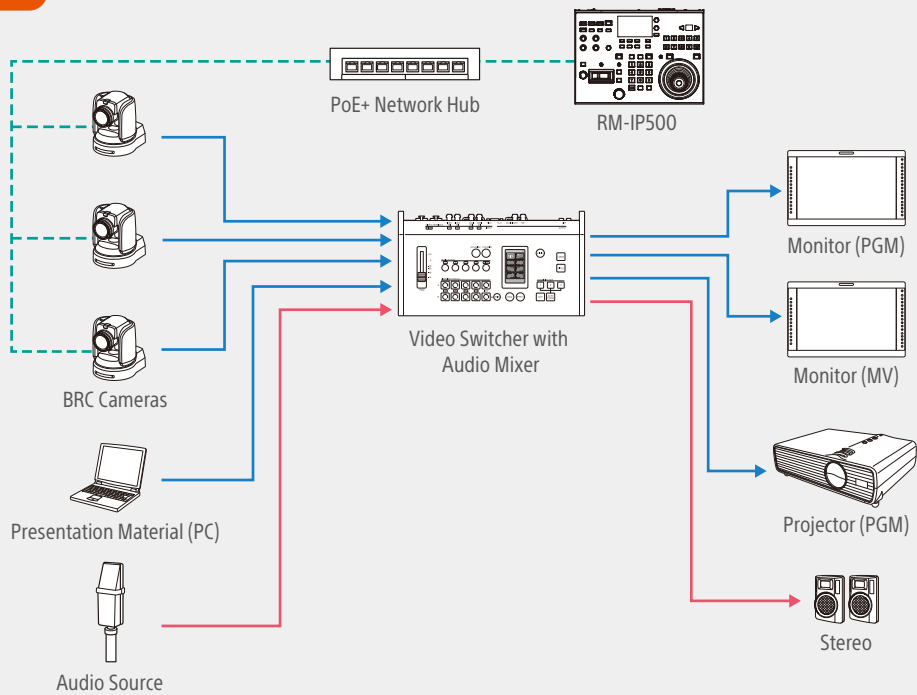 PoE+ Network Hub
RM-IP500
Monitor (PGM)
Video Switcher with
Audio Mixer
Monitor (MV)
BRC Cameras
Presentation Material (PC)
Projector (PGM)
Stereo
Audio Source